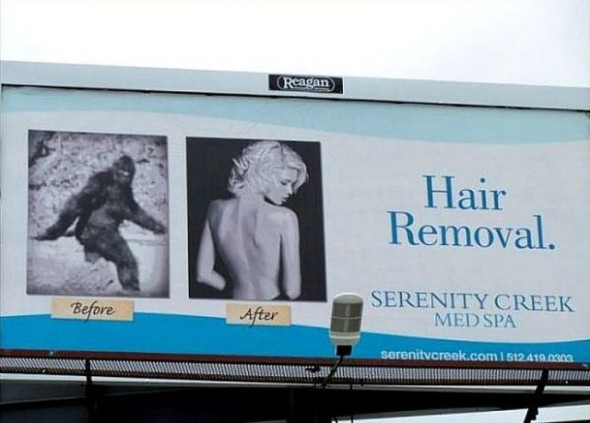 Reagan
Hair
Removal.
Before
After
SERENITY CREEK
MED SPA
serenitycreek.com | 512.419.0303